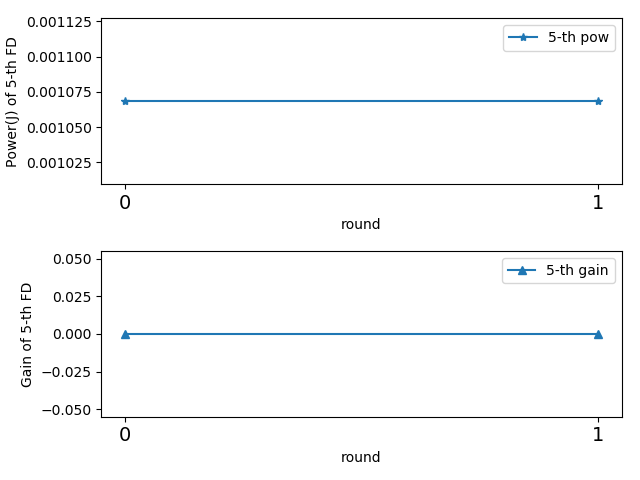 0.001125
0.001100
0.001075
0.001050
0.001025
Power(J) of 5-th FD
5-th pow
0
1
round
0.050
0.025
0.000
−0.025
−0.050
Gain of 5-th FD
5-th gain
0
1
round